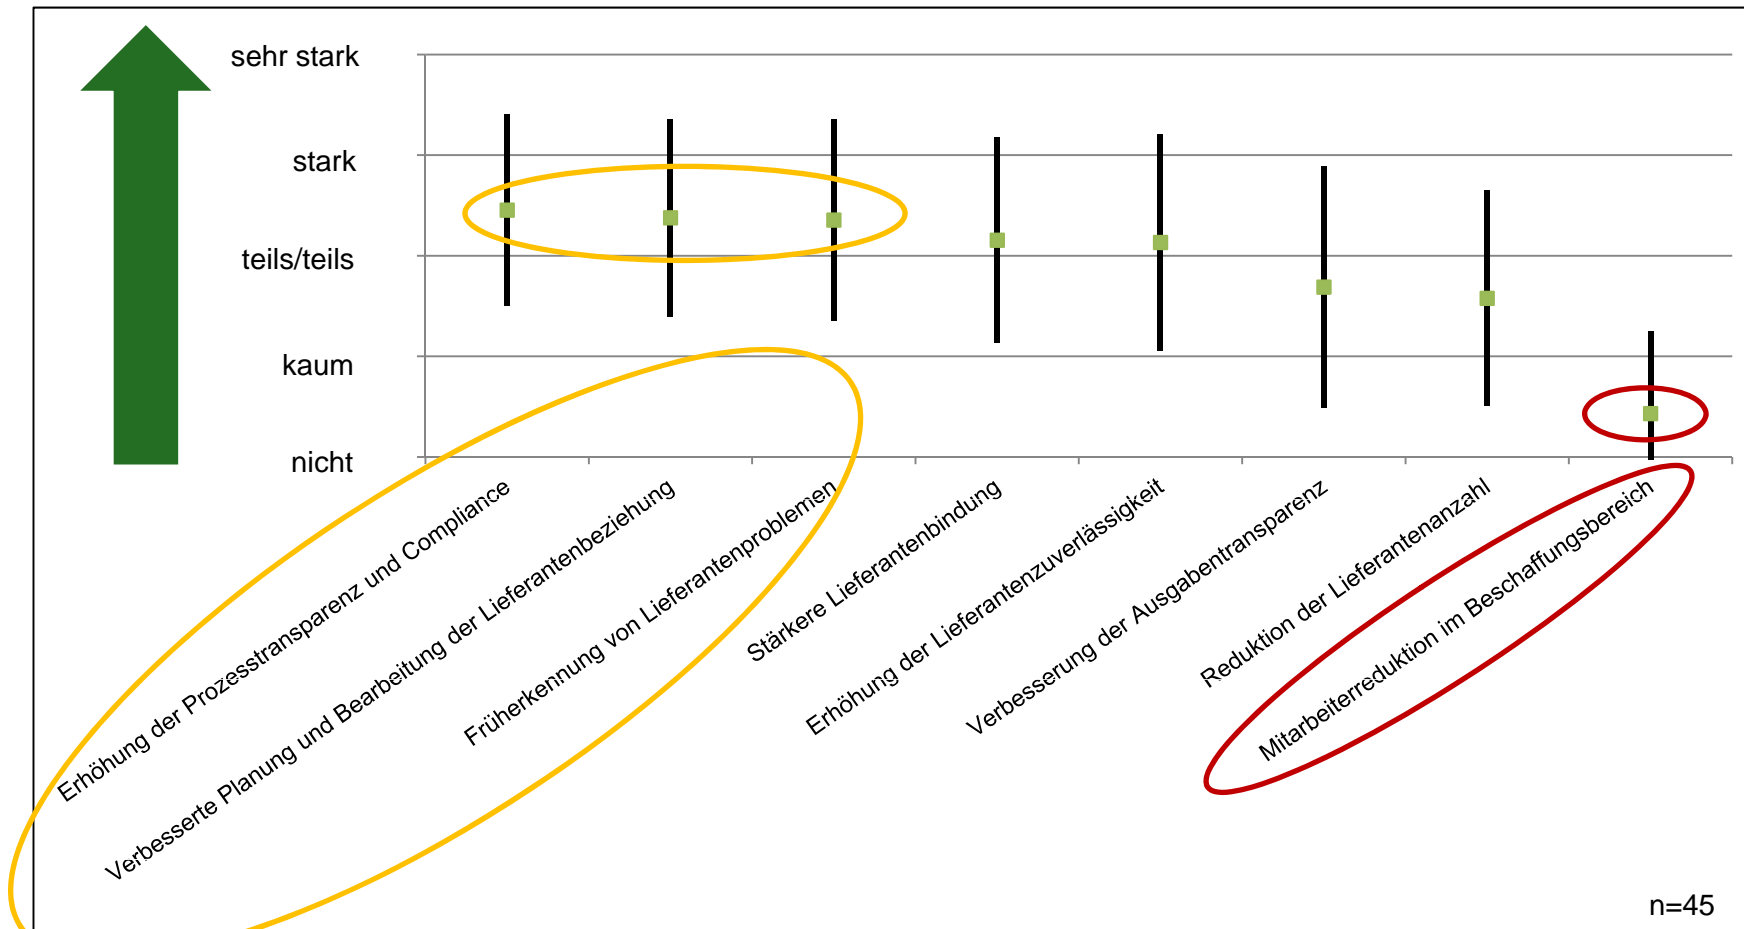 sehr stark
stark
teils/teils
kaum
nicht
Erhöhung der Prozesstransparenz und Compliance
Verbesserte Planung und Bearbeitung der Lieferantenbeziehung
Früherkennung von Lieferantenproblemen
Stärkere Lieferantenbindung
Erhöhung der Lieferantenzuverlässigkeit
Verbesserung der Ausgabentransparenz
Reduktion der Lieferantenanzahl
Mitarbeiterreduktion im Beschaffungsbereich
n=45